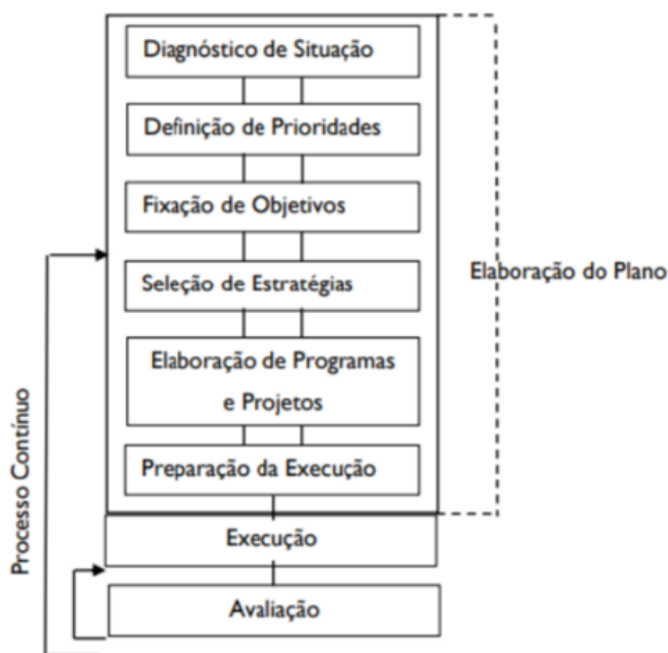 Diagnóstico de Situação
Definição de Prioridades
Fixação de Objetivos
Seleção de Estratégias
Elaboração de Programas
e Projetos
Preparação da Execução
Execução
Avaliação
Elaboração do Plano
Processo Contínuo